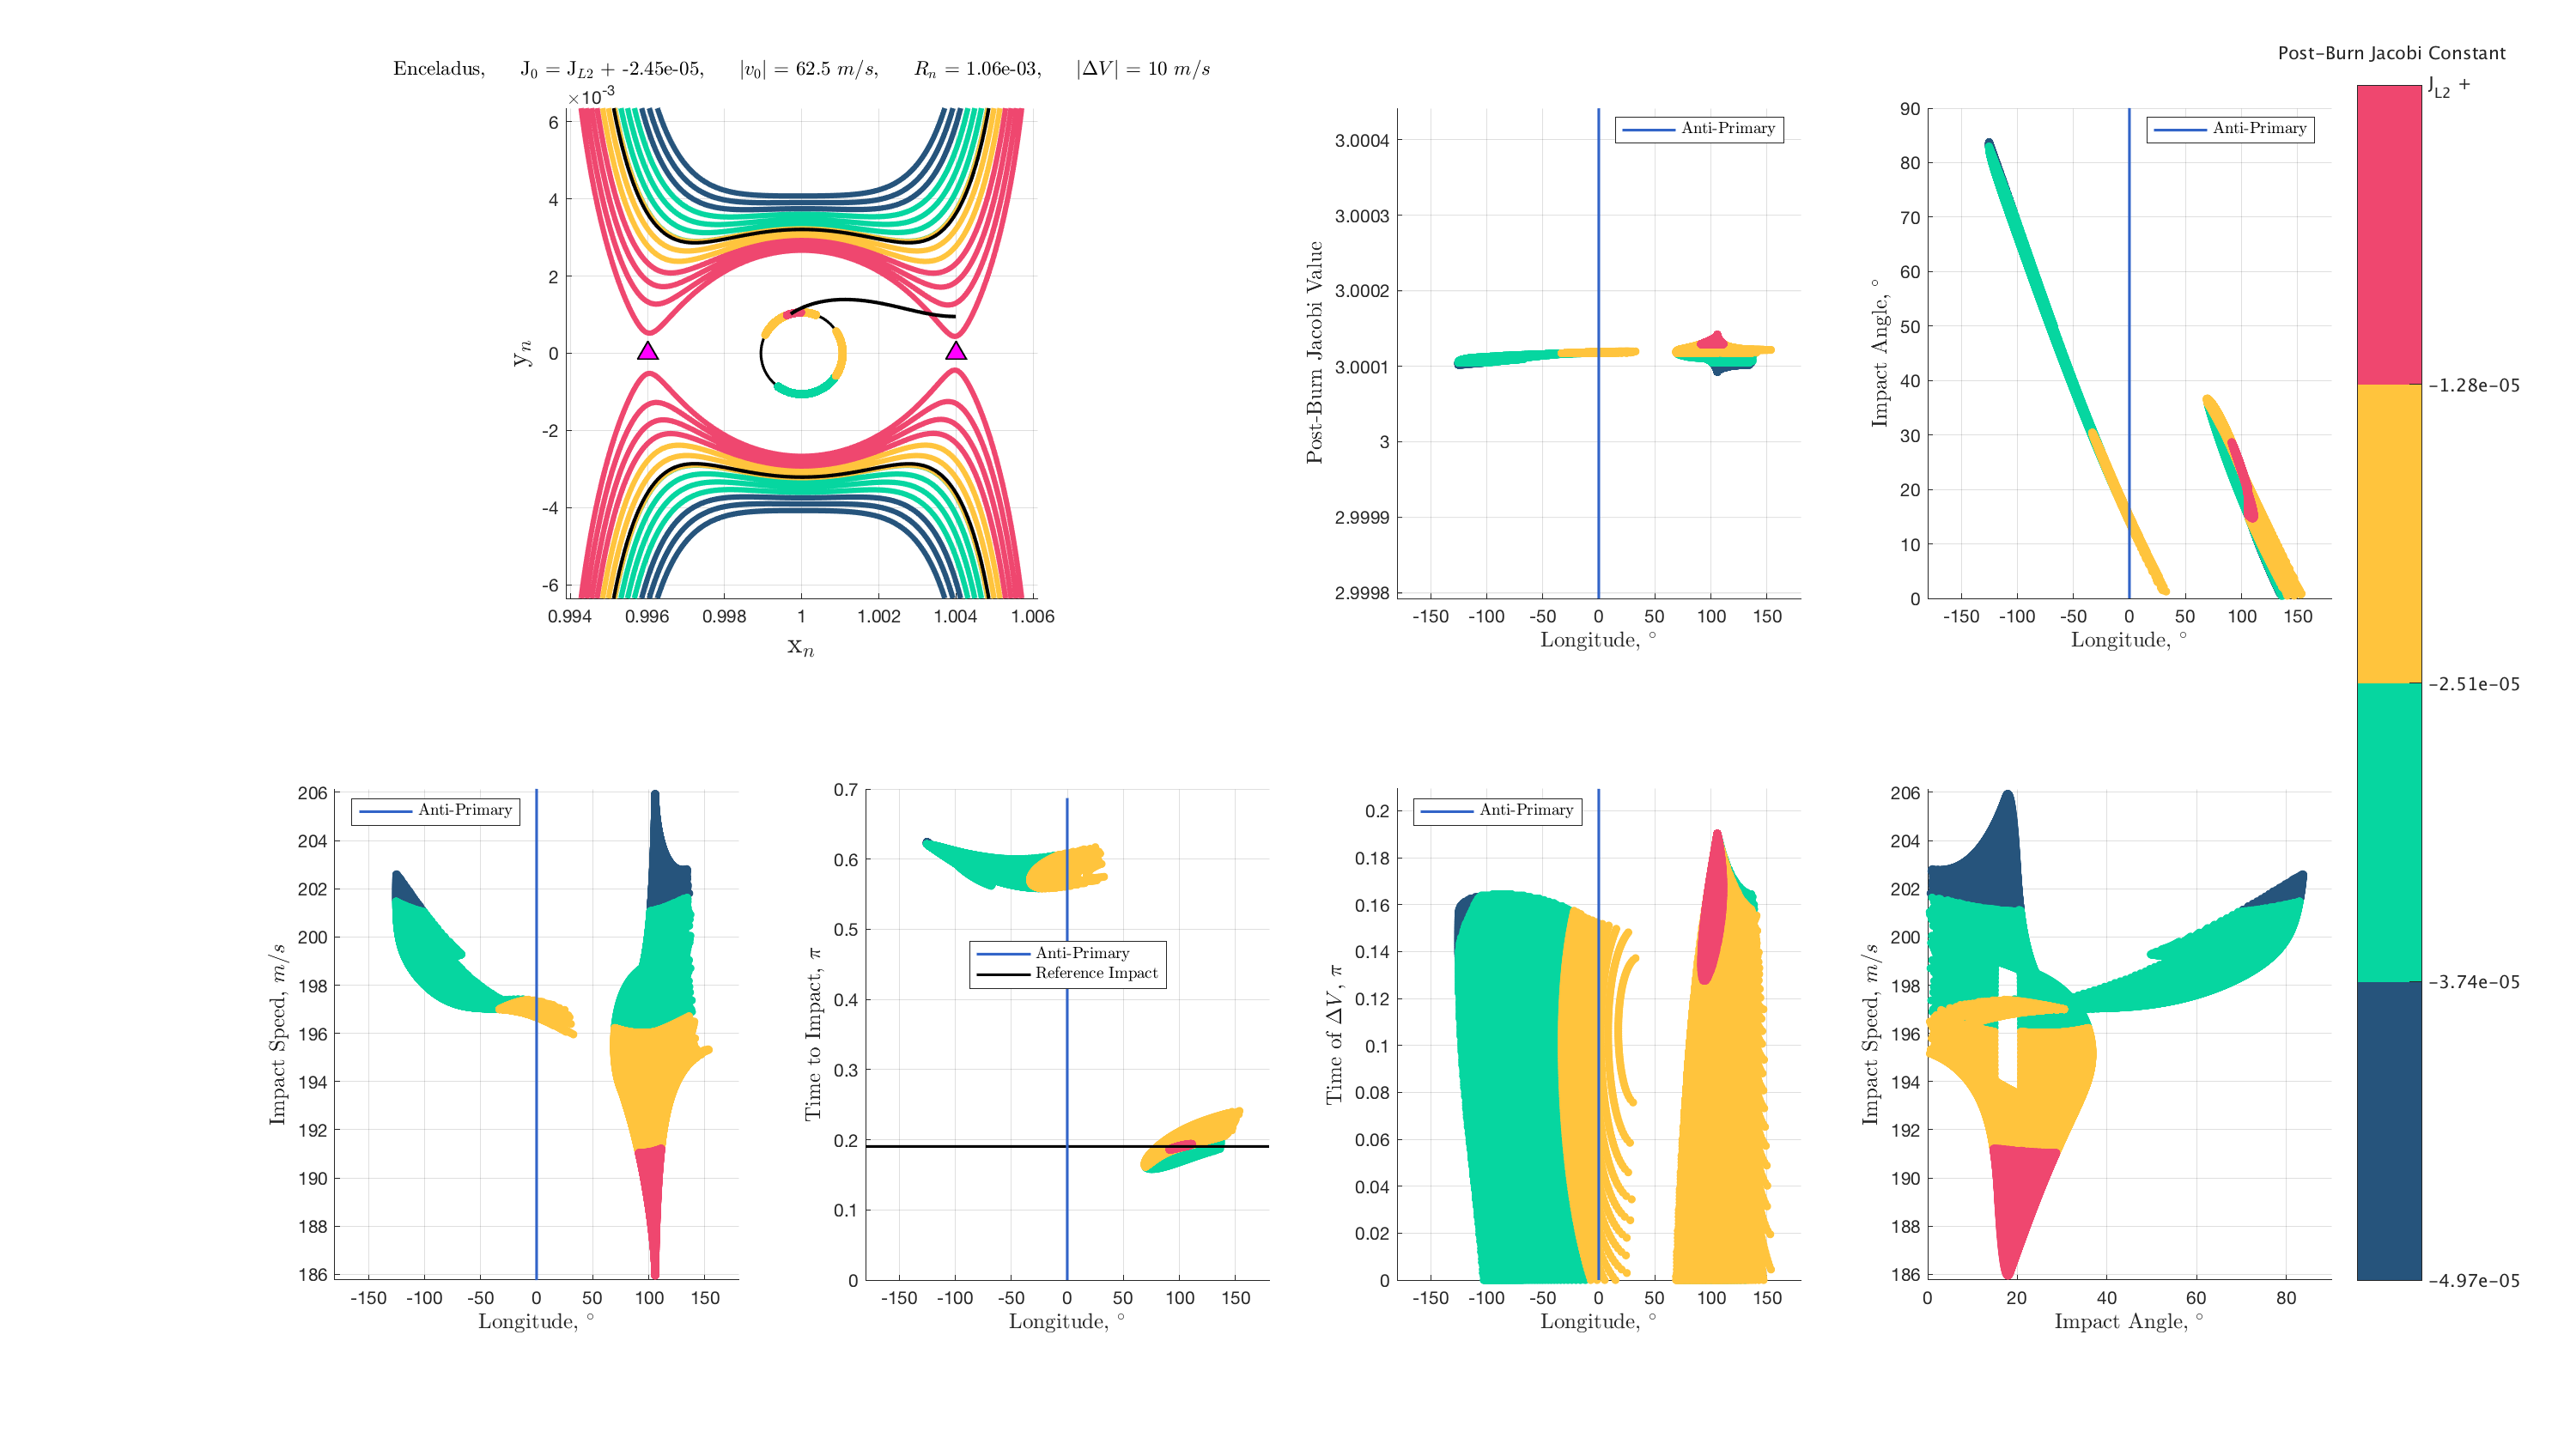 Enceladus, J0 = JL2 + -2.45e-05, |v0| = 62.5 m/s, Rn = 1.06e-03, |ΔV| = 10 m/s
×10-3
6
4
2
0
-2
-4
-6
yn
0.994 0.996 0.998 1 1.002 1.004 1.006
xn
Anti-Primary
3.0004
3.0003
3.0002
3.0001
3
2.9999
2.9998
Post-Burn Jacobi Value
-150 -100 -50 0 50 100 150
Longitude, °
Anti-Primary
90
80
70
60
50
40
30
20
10
0
Impact Angle, °
-150 -100 -50 0 50 100 150
Longitude, °
Post-Burn Jacobi Constant
JL2 +
-1.28e-05
-2.51e-05
-3.74e-05
-4.97e-05
Anti-Primary
206
204
202
200
198
196
194
192
190
188
186
Impact Speed, m/s
-150 -100 -50 0 50 100 150
Longitude, °
0.7
0.6
0.5
0.4
0.3
0.2
0.1
0
Time to Impact, π
Anti-Primary
Reference Impact
-150 -100 -50 0 50 100 150
Longitude, °
Anti-Primary
0.2
0.18
0.16
0.14
0.12
0.1
0.08
0.06
0.04
0.02
0
Time of ΔV, π
-150 -100 -50 0 50 100 150
Longitude, °
206
204
202
200
198
196
194
192
190
188
186
Impact Speed, m/s
0 20 40 60 80
Impact Angle, °